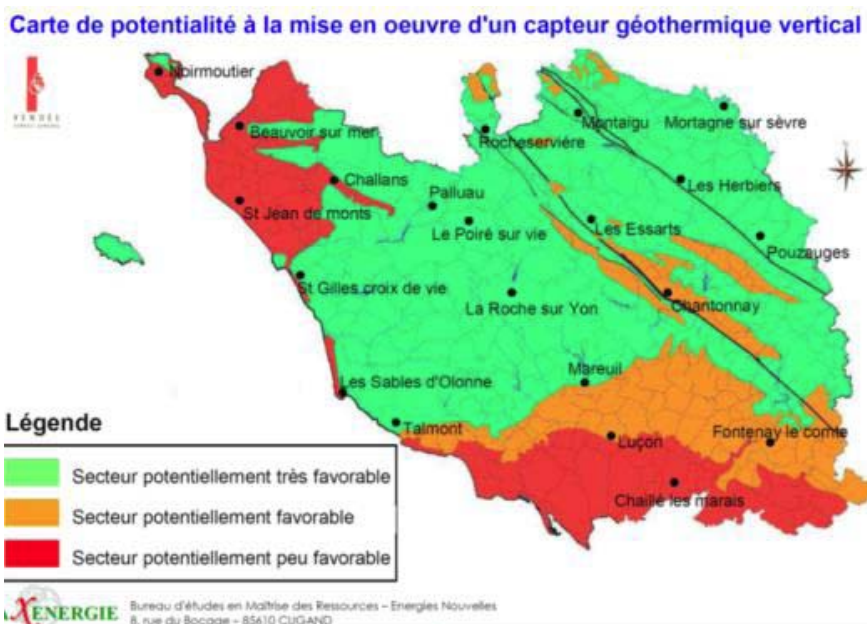 Carte de potentialité à la mise en oeuvre d'un capteur géothermique vertical
VENDÉE
Noirmoutier
Beauvoir sur mer
Rocheservière
Montaigu
Mortagne sur sèvre
Challans
Palluau
Les Herbiers
St Jean de monts
Le Poiré sur vie
Les Essarts
Pouzauges
St Gilles croix de vie
La Roche sur Yon
Chantonnay
Mareuil
Les Sables d'Olonne
Talmont
Luçon
Fontenay le comte
Chaillé les marais
Légende
Secteur potentiellement très favorable
Secteur potentiellement favorable
Secteur potentiellement peu favorable
XENERGIE
Bureau d'études en Maîtrise des Ressources – Energies Nouvelles
8, rue du Bocage – 85610 CUGAND